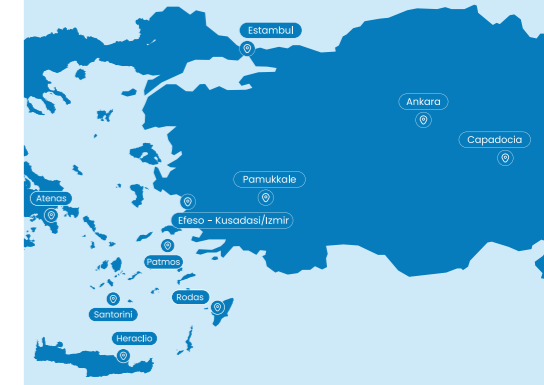 Estambul
Ankara
Capadocia
Pamukkale
Atenas
Efeso - Kusadasi/Izmir
Patmos
Rodas
Santorini
Heraclio